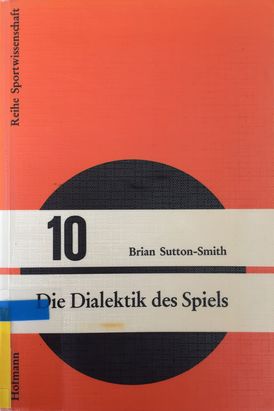 Reihe Sportwissenschaft
10
Brian Sutton-Smith
Die Dialektik des Spiels
Hofmann